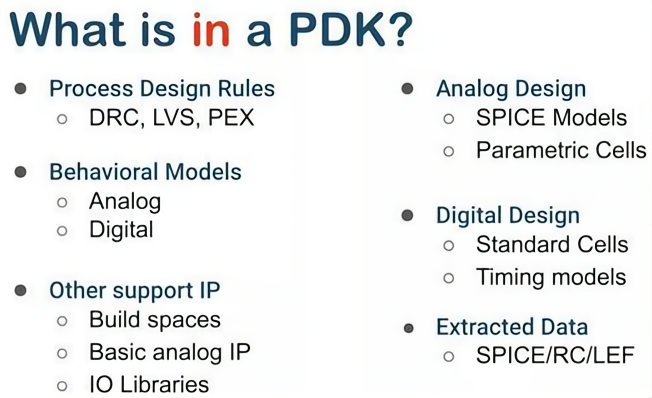 What is in a PDK?
Process Design Rules
DRC, LVS, PEX
Behavioral Models
Analog
Digital
Other support IP
Build spaces
Basic analog IP
IO Libraries
Analog Design
SPICE Models
Parametric Cells
Digital Design
Standard Cells
Timing models
Extracted Data
SPICE/RC/LEF